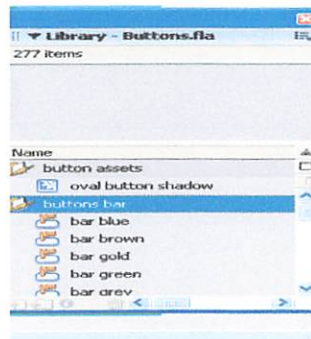 Library - Buttons.fla
277 items
Name
button assets
oval button shadow
buttons bar
bar blue
bar brown
bar gold
bar green
bar grey